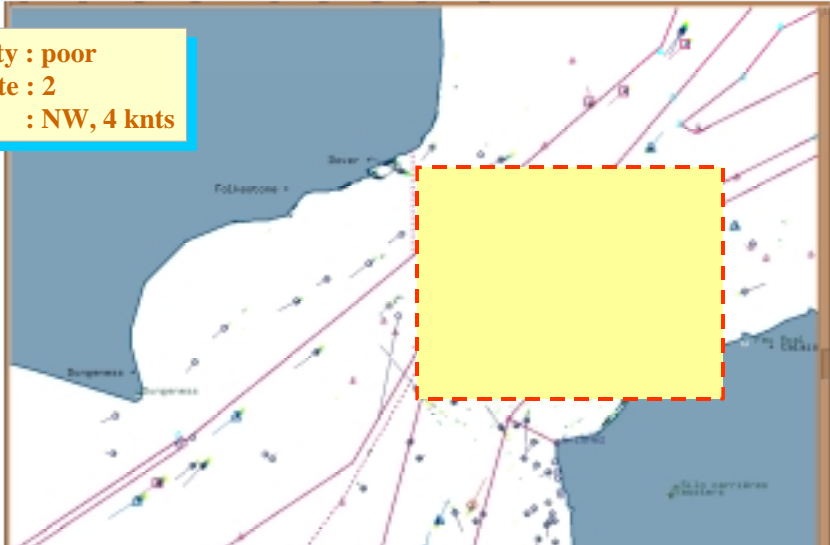 ty : poor
te : 2
: NW, 4 knts
Dover
Folkestone
Dungeness
Dungeness